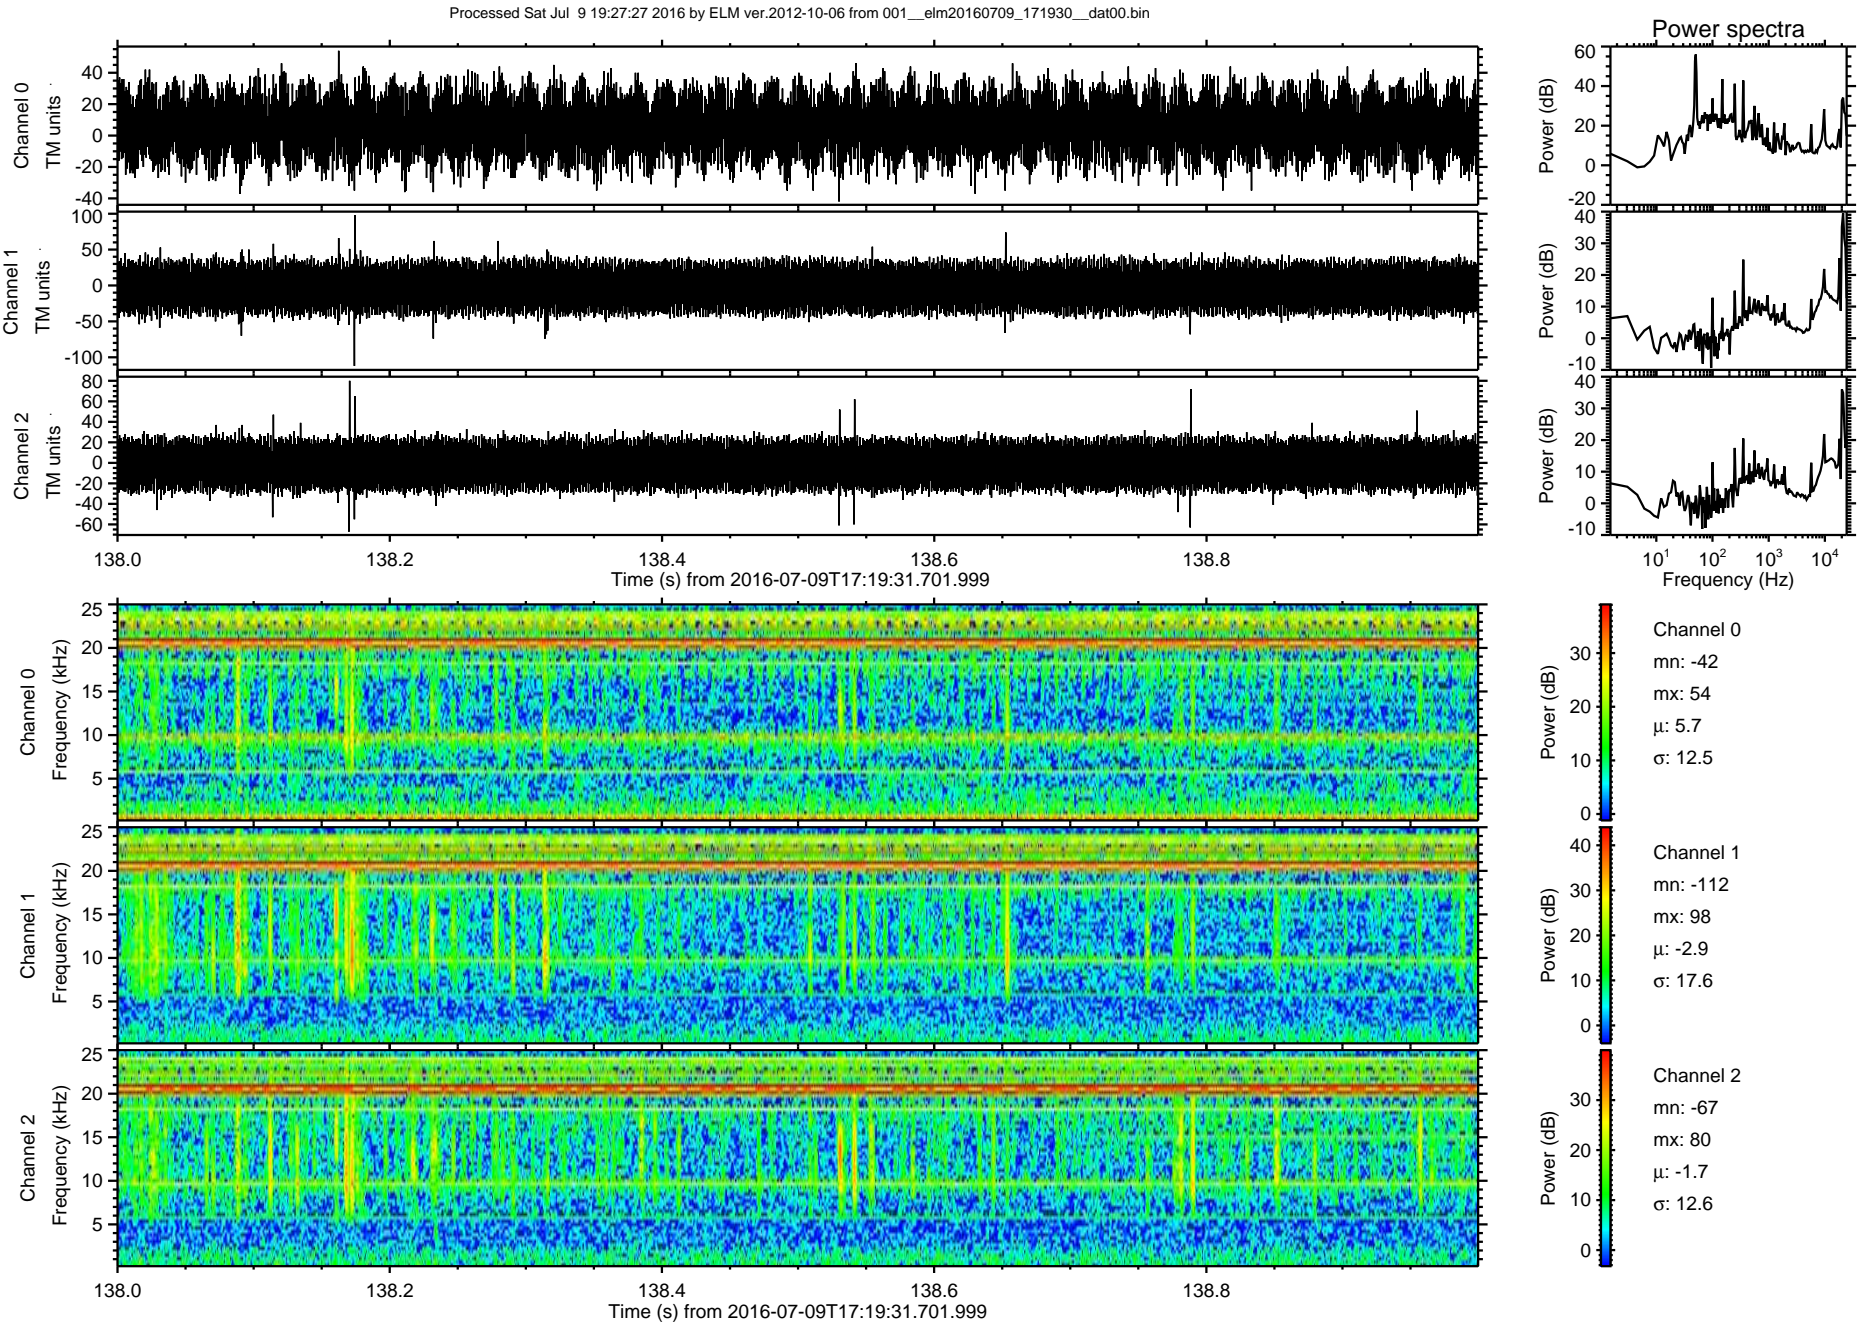 Processed Sat Jul 9 19:27:27 2016 by ELM ver.2012-10-06 from 001__elm20160709_171930__dat00.bin
Power spectra
Channel 0
TM units
40
20
0
-20
-40
Power (dB)
60
40
20
0
-20
Channel 1
TM units
100
50
0
-50
-100
Power (dB)
40
30
20
10
0
-10
Channel 2
TM units
80
60
40
20
0
-20
-40
-60
Power (dB)
40
30
20
10
0
-10
138.0 138.2 138.4 138.6 138.8
Time (s) from 2016-07-09T17:19:31.701.999
10¹ 10² 10³ 10⁴
Frequency (Hz)
Channel 0
Frequency (kHz)
25
20
15
10
5
Power (dB)
30
20
10
0
Channel 0
mn: -42
mx: 54
μ: 5.7
σ: 12.5
Channel 1
Frequency (kHz)
25
20
15
10
5
Power (dB)
40
30
20
10
0
Channel 1
mn: -112
mx: 98
μ: -2.9
σ: 17.6
Channel 2
Frequency (kHz)
25
20
15
10
5
Power (dB)
30
20
10
0
Channel 2
mn: -67
mx: 80
μ: -1.7
σ: 12.6
138.0 138.2 138.4 138.6 138.8
Time (s) from 2016-07-09T17:19:31.701.999